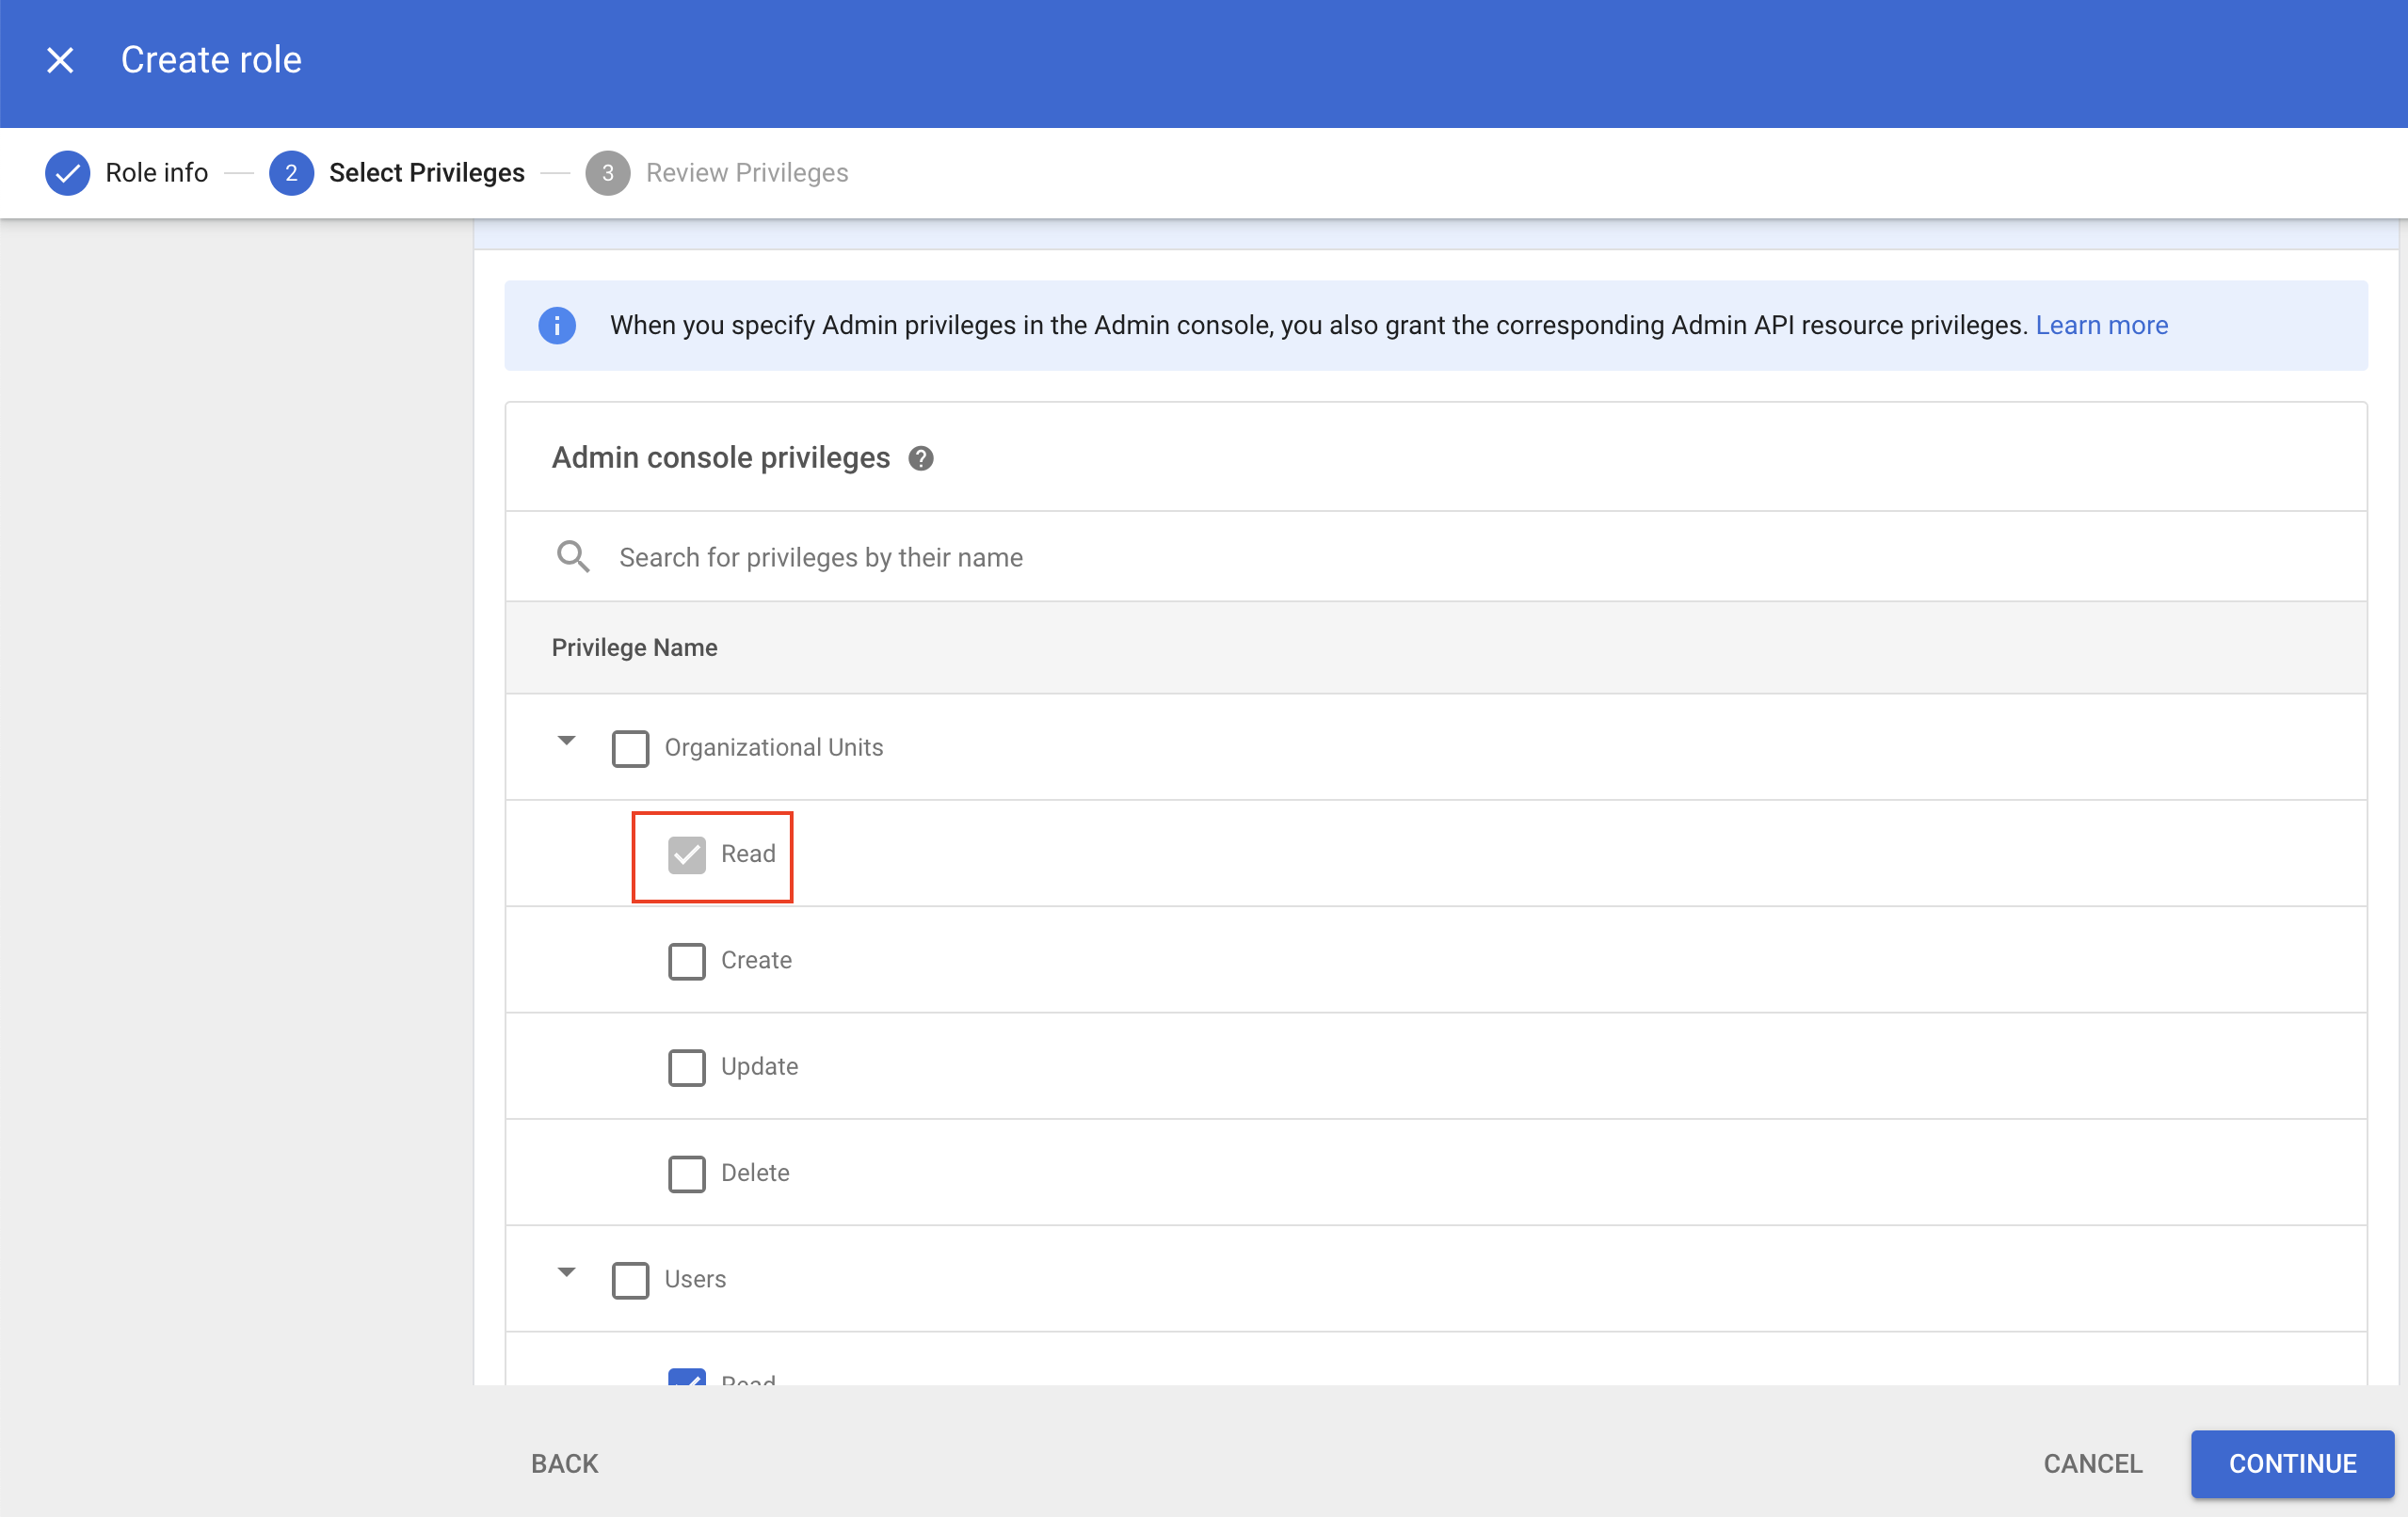 Create role
Role info
2 Select Privileges
3 Review Privileges
When you specify Admin privileges in the Admin console, you also grant the corresponding Admin API resource privileges. Learn more
Admin console privileges
Search for privileges by their name
Privilege Name
Organizational Units
Read
Create
Update
Delete
Users
Read
BACK
CANCEL
CONTINUE